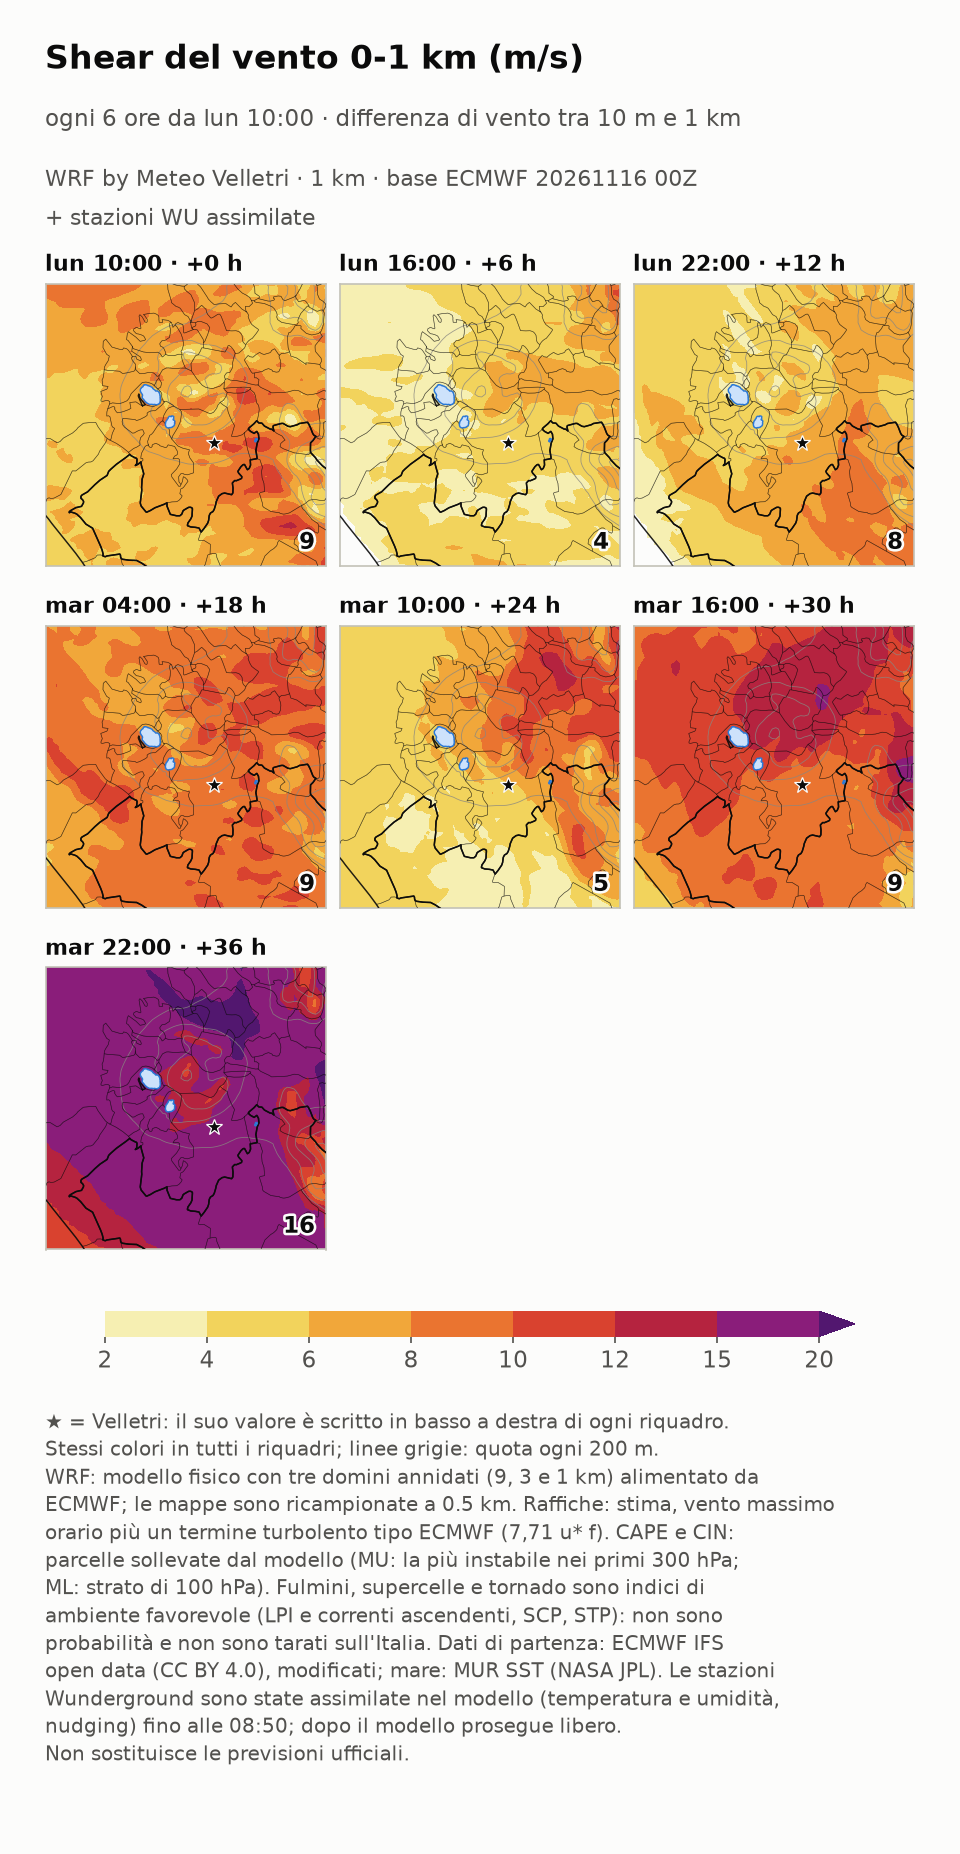 Shear del vento 0-1 km (m/s)
ogni 6 ore da lun 10:00 · differenza di vento tra 10 m e 1 km
WRF by Meteo Velletri · 1 km · base ECMWF 20261116 00Z
+ stazioni WU assimilate
lun 10:00 · +0 h
lun 16:00 · +6 h
lun 22:00 · +12 h
9
4
8
mar 04:00 · +18 h
mar 10:00 · +24 h
mar 16:00 · +30 h
9
5
9
mar 22:00 · +36 h
16
2 4 6 8 10 12 15 20
★ = Velletri: il suo valore è scritto in basso a destra di ogni riquadro.
Stessi colori in tutti i riquadri; linee grigie: quota ogni 200 m.
WRF: modello fisico con tre domini annidati (9, 3 e 1 km) alimentato da
ECMWF; le mappe sono ricampionate a 0.5 km. Raffiche: stima, vento massimo
orario più un termine turbolento tipo ECMWF (7,71 u* f). CAPE e CIN:
parcelle sollevate dal modello (MU: la più instabile nei primi 300 hPa;
ML: strato di 100 hPa). Fulmini, supercelle e tornado sono indici di
ambiente favorevole (LPI e correnti ascendenti, SCP, STP): non sono
probabilità e non sono tarati sull'Italia. Dati di partenza: ECMWF IFS
open data (CC BY 4.0), modificati; mare: MUR SST (NASA JPL). Le stazioni
Wunderground sono state assimilate nel modello (temperatura e umidità,
nudging) fino alle 08:50; dopo il modello prosegue libero.
Non sostituisce le previsioni ufficiali.